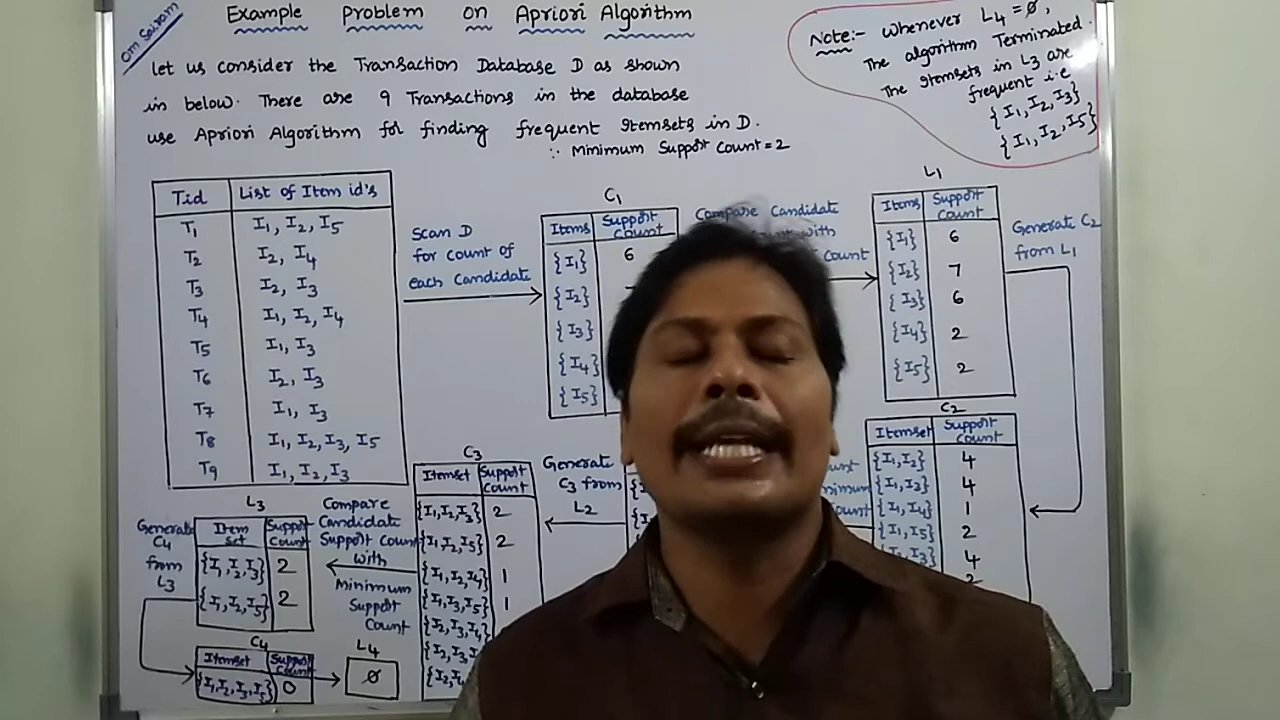 Om Sairam
Example Problem on Apriori Algorithm
Let us consider the Transaction Database D as shown
in below. There are 9 Transactions in the database
use Apriori Algorithm for finding frequent Itemsets in D.
∵ Minimum Support Count = 2
Note:- Whenever L4 = ∅,
The algorithm Terminated.
The Itemsets in L3 are
frequent i.e
{I1, I2, I3}
{I1, I2, I5}
Tid List of Item id's
T1 I1, I2, I5
T2 I2, I4
T3 I2, I3
T4 I1, I2, I4
T5 I1, I3
T6 I2, I3
T7 I1, I3
T8 I1, I2, I3, I5
T9 I1, I2, I3
Scan D
for count of
each candidate
C1
Items Support count
{I1} 6
{I2}
{I3}
{I4}
{I5}
Compare Candidate
with
count
L1
Items Support count
{I1} 6
{I2} 7
{I3} 6
{I4} 2
{I5} 2
Generate C2
from L1
C2
Itemset Support count
{I1, I2} 4
{I1, I3} 4
{I1, I4} 1
{I1, I5} 2
4
2
Generate
C3 from
L2
C3
Itemset Support count
{I1, I2, I3} 2
{I1, I2, I5} 2
{I1, I2, I4} 1
{I1, I3, I5} 1
{I2, I3, I4}
Compare
Candidate
Support Count
with
Minimum
Support
Count
L3
Item set Support Count
{I1, I2, I3} 2
{I1, I2, I5} 2
Generate
C4
from
L3
C4
Itemset Support Count
{I1, I2, I3, I5} 0
L4
∅